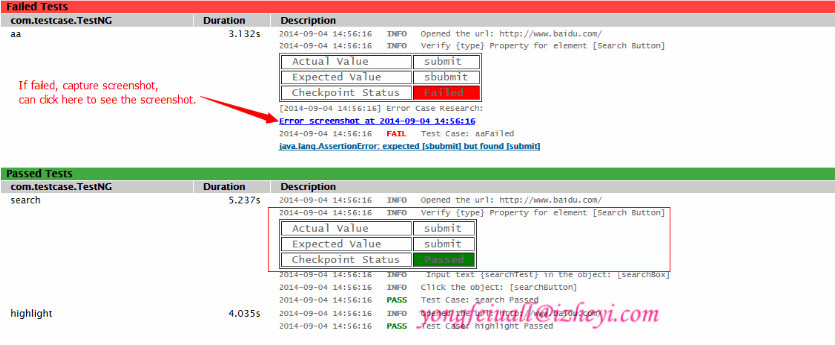 Failed Tests
com.testcase.TestNG Duration Description
aa 3.132s 2014-09-04 14:56:16 INFO Opened the url: http://www.baidu.com/
2014-09-04 14:56:16 INFO Verify {type} Property for element [Search Button]
Actual Value submit
Expected Value sbubmit
Checkpoint Status Failed
If failed, capture screenshot,
can click here to see the screenshot.
[2014-09-04 14:56:16] Error Case Research:
Error screenshot at 2014-09-04 14:56:16
2014-09-04 14:56:16 FAIL Test Case: aaFailed
java.lang.AssertionError: expected [sbubmit] but found [submit]
Passed Tests
com.testcase.TestNG Duration Description
search 5.237s 2014-09-04 14:56:16 INFO Opened the url: http://www.baidu.com/
2014-09-04 14:56:16 INFO Verify {type} Property for element [Search Button]
Actual Value submit
Expected Value submit
Checkpoint Status Passed
2014-09-04 14:56:16 INFO Input text {searchTest} in the object: [searchBox]
2014-09-04 14:56:16 INFO Click the object: [searchButton]
2014-09-04 14:56:16 PASS Test Case: search Passed
highlight 4.035s 2014-09-04 14:56:16 INFO Opened the url: http://www.baidu.com/
yongfeiuall@izheyi.com
2014-09-04 14:56:16 PASS Test Case: highlight Passed